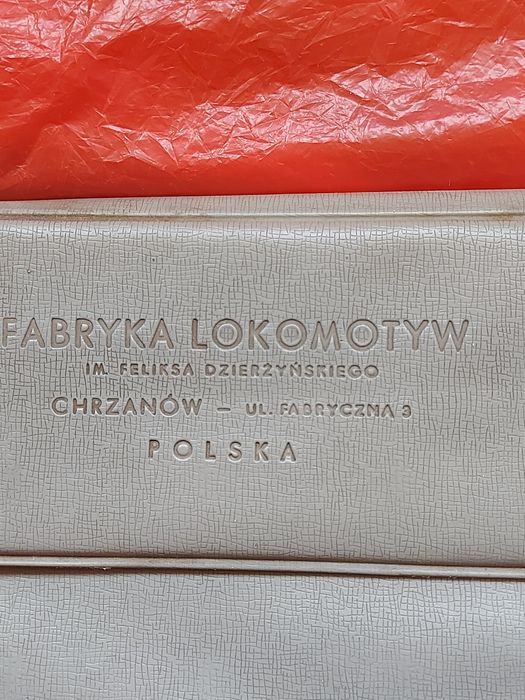 FABRYKA LOKOMOTYW
IM. FELIKSA DZIERŻYŃSKIEGO
CHRZANÓW – UL. FABRYCZNA 3
POLSKA